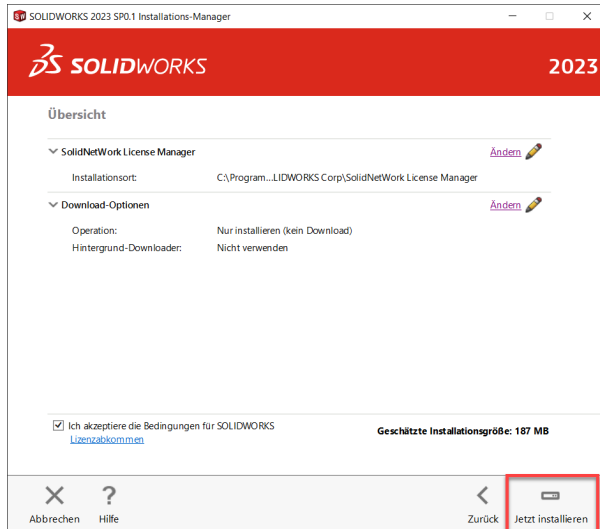 SW SOLIDWORKS 2023 SP0.1 Installations-Manager
SOLIDWORKS 2023
Übersicht
SolidNetWork License Manager Ändern
Installationsort: C:\Program...LIDWORKS Corp\SolidNetWork License Manager
Download-Optionen Ändern
Operation: Nur installieren (kein Download)
Hintergrund-Downloader: Nicht verwenden
Ich akzeptiere die Bedingungen für SOLIDWORKS
Lizenzabkommen
Geschätzte Installationsgröße: 187 MB
Abbrechen Hilfe Zurück Jetzt installieren